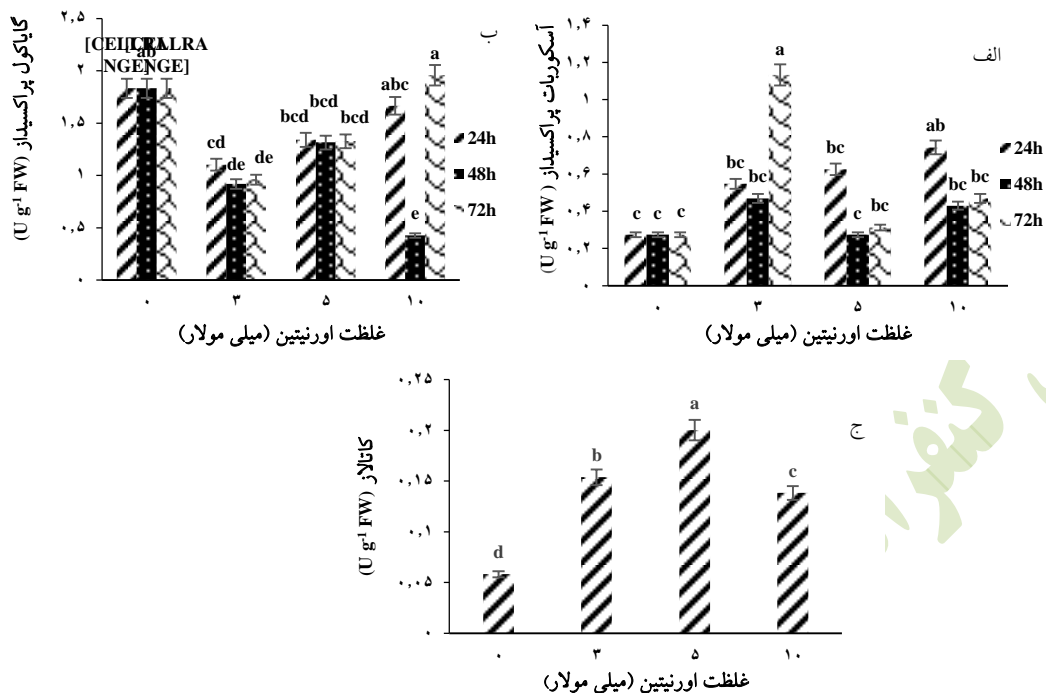 الف
آسکوربات پراکسیداز (U g-1 FW)
۱,۴
۱,۲
۱
۰,۸
۰,۶
۰,۴
۰,۲
۰
c c c
bc bc a
bc c bc
ab bc bc
24h
48h
72h
۰ ۳ ۵ ۱۰
غلظت اورنیتین (میلی مولار)
ب
گایاکول پراکسیداز (U g-1 FW)
۲,۵
۲
۱,۵
۱
۰,۵
۰
[CELLRANGE] ab [CELLRANGE]
cd de de
bcd bcd bcd
abc e a
24h
48h
72h
۰ ۳ ۵ ۱۰
غلظت اورنیتین (میلی مولار)
ج
کاتالاز (U g-1 FW)
۰,۲۵
۰,۲
۰,۱۵
۰,۱
۰,۰۵
۰
d b a c
۰ ۳ ۵ ۱۰
غلظت اورنیتین (میلی مولار)